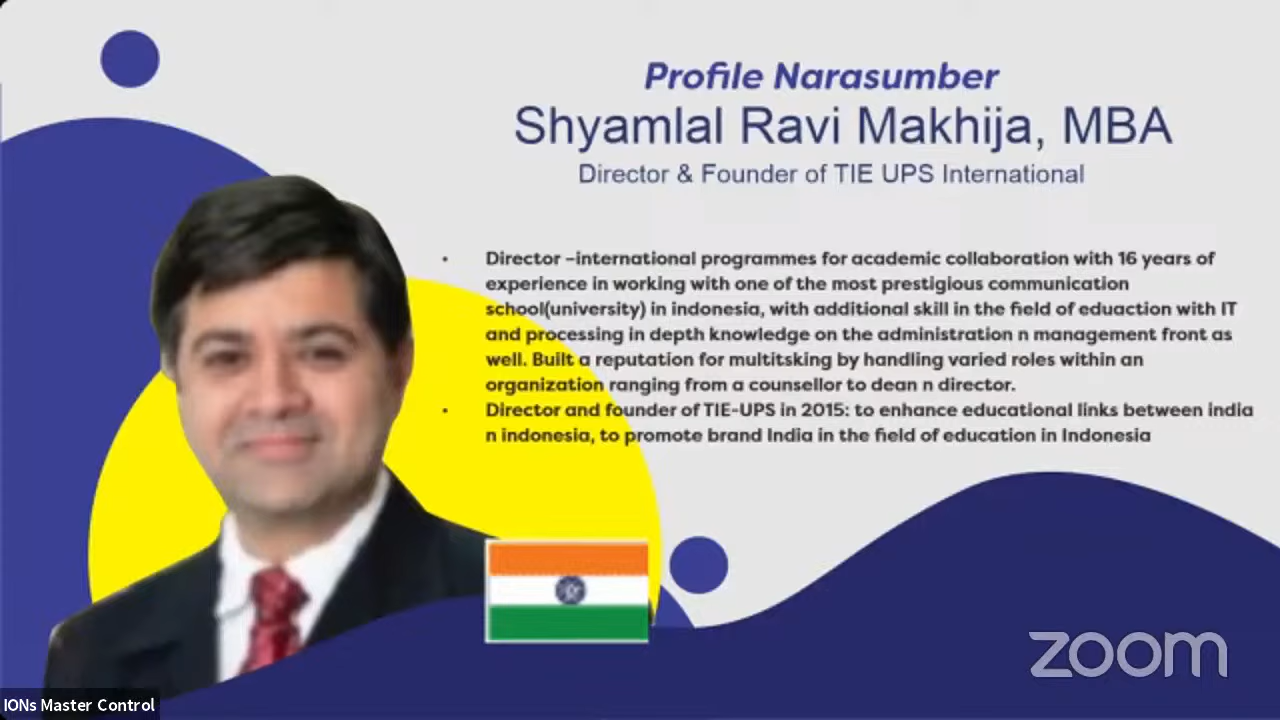 Profile Narasumber
Shyamlal Ravi Makhija, MBA
Director & Founder of TIE UPS International
• Director –international programmes for academic collaboration with 16 years of
experience in working with one of the most prestigious communication
school(university) in indonesia, with additional skill in the field of eduaction with IT
and processing in depth knowledge on the administration n management front as
well. Built a reputation for multitsking by handling varied roles within an
organization ranging from a counsellor to dean n director.
• Director and founder of TIE-UPS in 2015: to enhance educational links between india
n indonesia, to promote brand India in the field of education in Indonesia
zoom
IONs Master Control